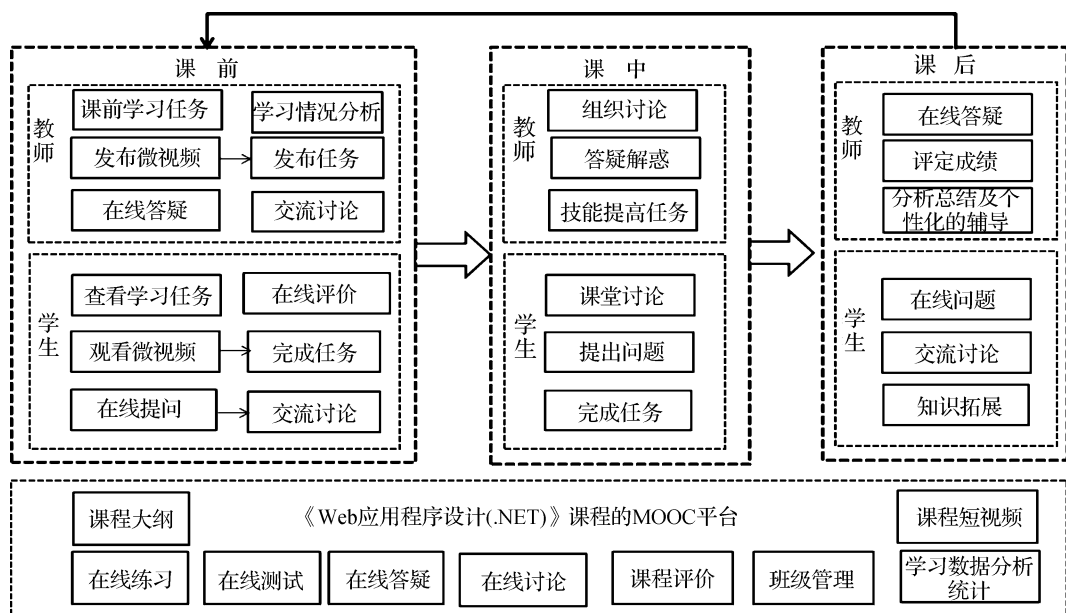 课 前
教师
课前学习任务
学习情况分析
发布微视频
发布任务
在线答疑
交流讨论
学生
查看学习任务
在线评价
观看微视频
完成任务
在线提问
交流讨论
课 中
教师
组织讨论
答疑解惑
技能提高任务
学生
课堂讨论
提出问题
完成任务
课 后
教师
在线答疑
评定成绩
分析总结及个
性化的辅导
学生
在线问题
交流讨论
知识拓展
课程大纲
《Web应用程序设计(.NET)》课程的MOOC平台
课程短视频
在线练习
在线测试
在线答疑
在线讨论
课程评价
班级管理
学习数据分析
统计